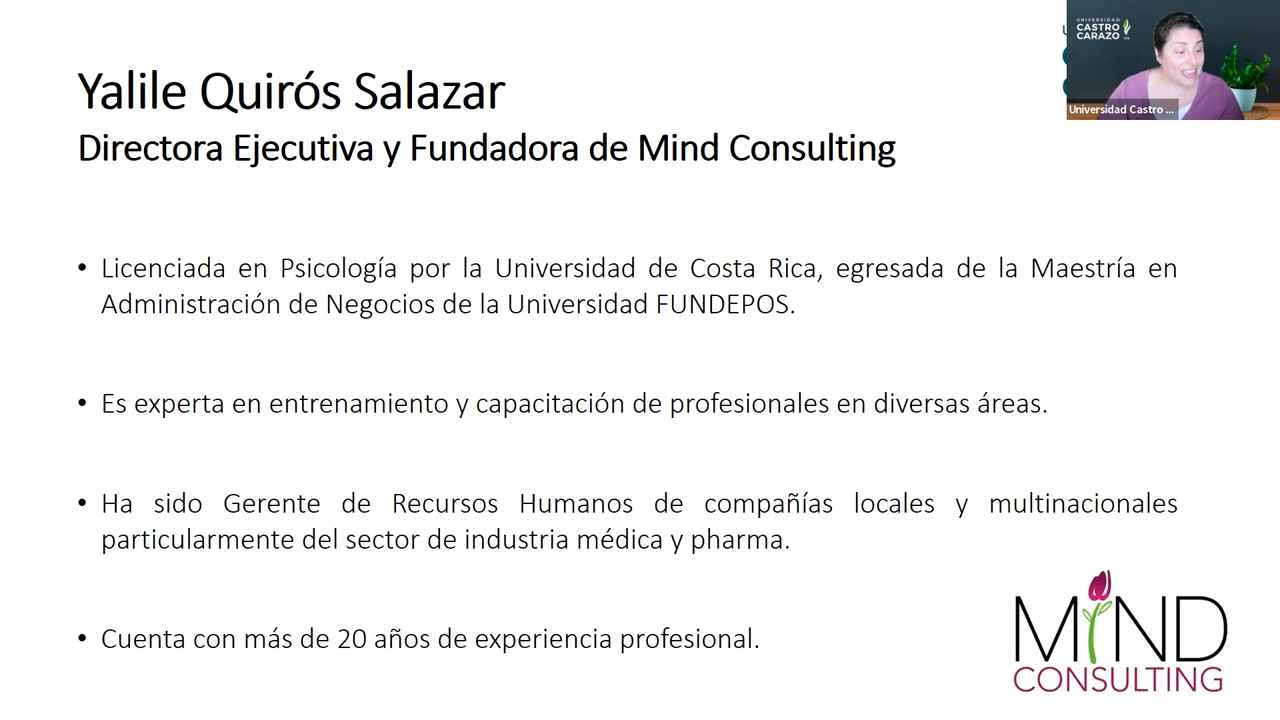 Yalile Quirós Salazar
Directora Ejecutiva y Fundadora de Mind Consulting
• Licenciada en Psicología por la Universidad de Costa Rica, egresada de la Maestría en
Administración de Negocios de la Universidad FUNDEPOS.
• Es experta en entrenamiento y capacitación de profesionales en diversas áreas.
• Ha sido Gerente de Recursos Humanos de compañías locales y multinacionales
particularmente del sector de industria médica y pharma.
• Cuenta con más de 20 años de experiencia profesional.
MIND
CONSULTING
UNIVERSIDAD
CASTRO
CARAZO
Universidad Castro ...